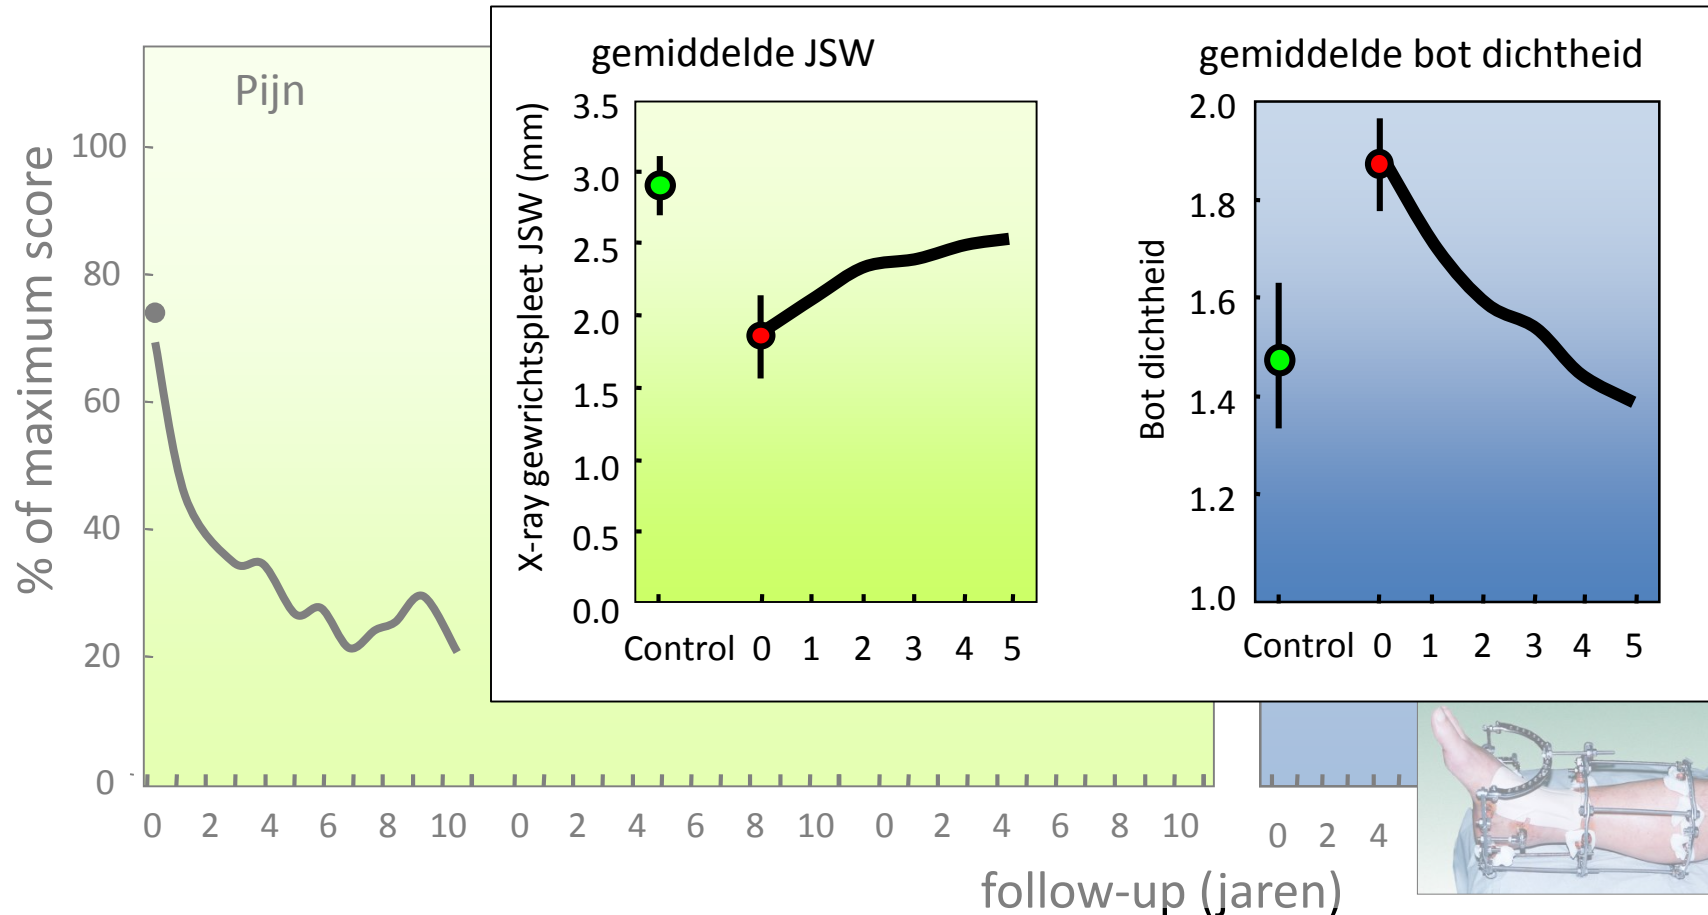 Pijn
% of maximum score
100
80
60
40
20
0
0 2 4 6 8 10 0 2 4 6 8 10 0 2 4 6 8 10
0 2 4
follow-up (jaren)
gemiddelde JSW
X-ray gewrichtspleet JSW (mm)
3.5
3.0
2.5
2.0
1.5
1.0
0.5
0.0
Control 0 1 2 3 4 5
gemiddelde bot dichtheid
Bot dichtheid
2.0
1.8
1.6
1.4
1.2
1.0
Control 0 1 2 3 4 5